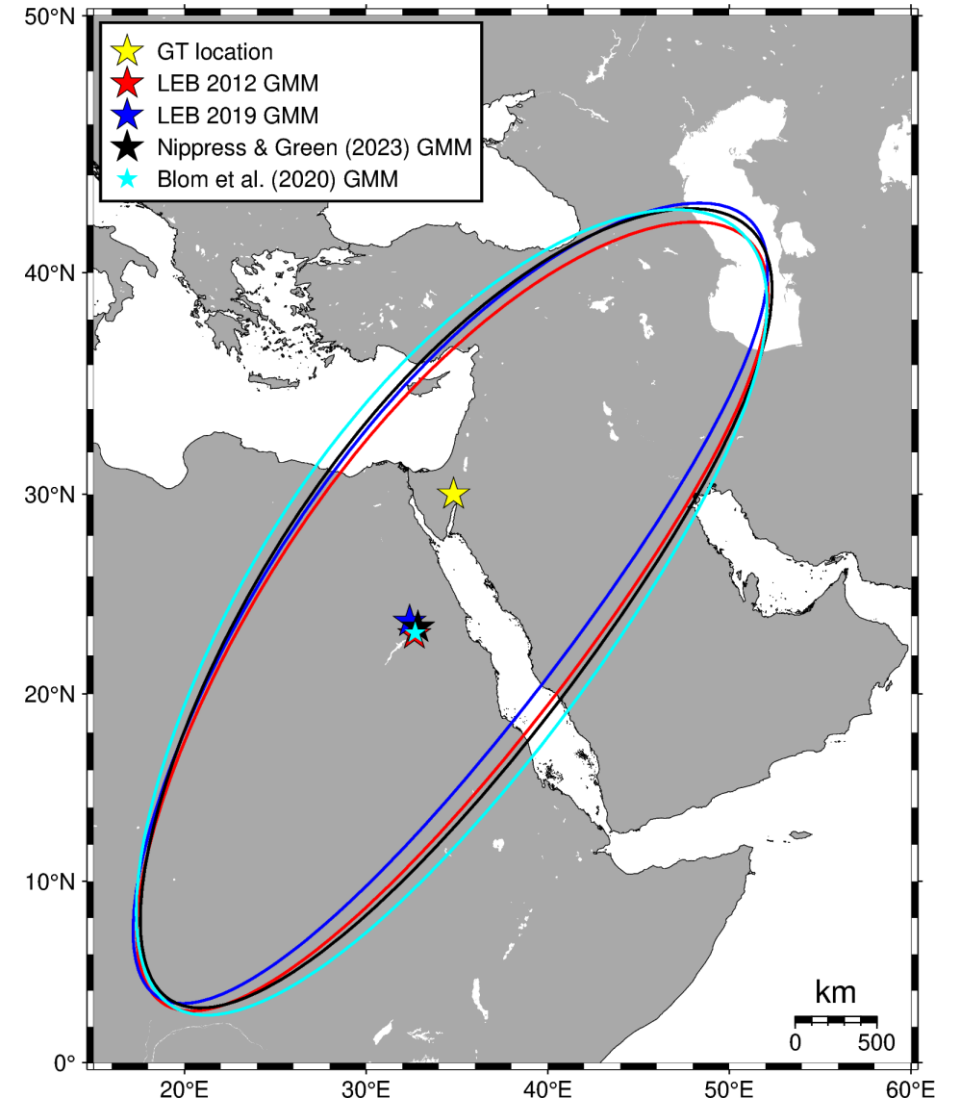 50°N
GT location
LEB 2012 GMM
LEB 2019 GMM
Nippress & Green (2023) GMM
Blom et al. (2020) GMM
40°N
30°N
20°N
10°N
km
0 500
0°
20°E 30°E 40°E 50°E 60°E